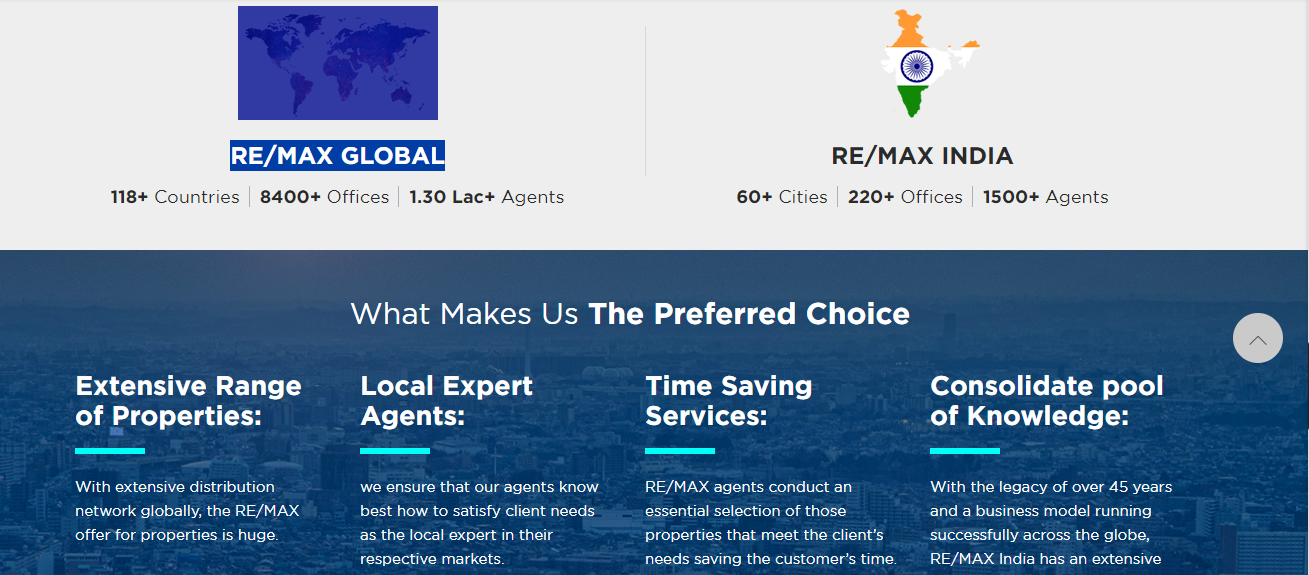 RE/MAX GLOBAL
118+ Countries | 8400+ Offices | 1.30 Lac+ Agents
RE/MAX INDIA
60+ Cities | 220+ Offices | 1500+ Agents
What Makes Us The Preferred Choice
Extensive Range
of Properties:
With extensive distribution
network globally, the RE/MAX
offer for properties is huge.
Local Expert
Agents:
we ensure that our agents know
best how to satisfy client needs
as the local expert in their
respective markets.
Time Saving
Services:
RE/MAX agents conduct an
essential selection of those
properties that meet the client's
needs saving the customer's time.
Consolidate pool
of Knowledge:
With the legacy of over 45 years
and a business model running
successfully across the globe,
RE/MAX India has an extensive